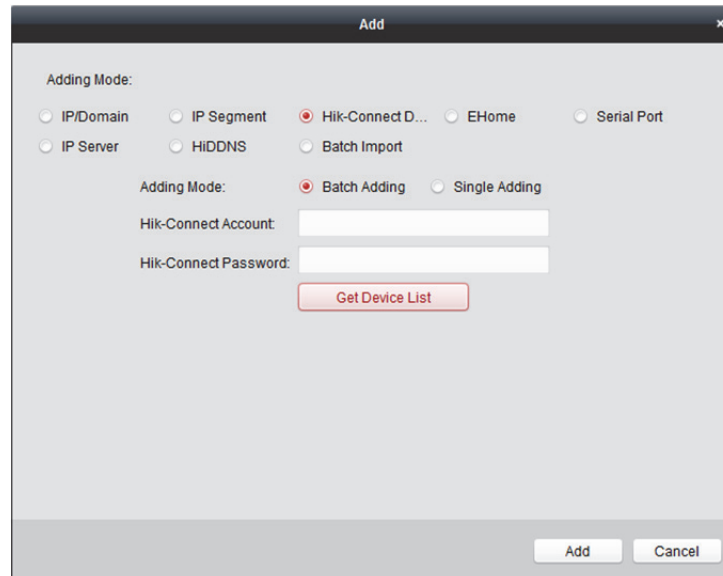 Add
Adding Mode:
IP/Domain IP Segment Hik-Connect D... EHome Serial Port
IP Server HiDDNS Batch Import
Adding Mode: Batch Adding Single Adding
Hik-Connect Account:
Hik-Connect Password:
Get Device List
Add Cancel